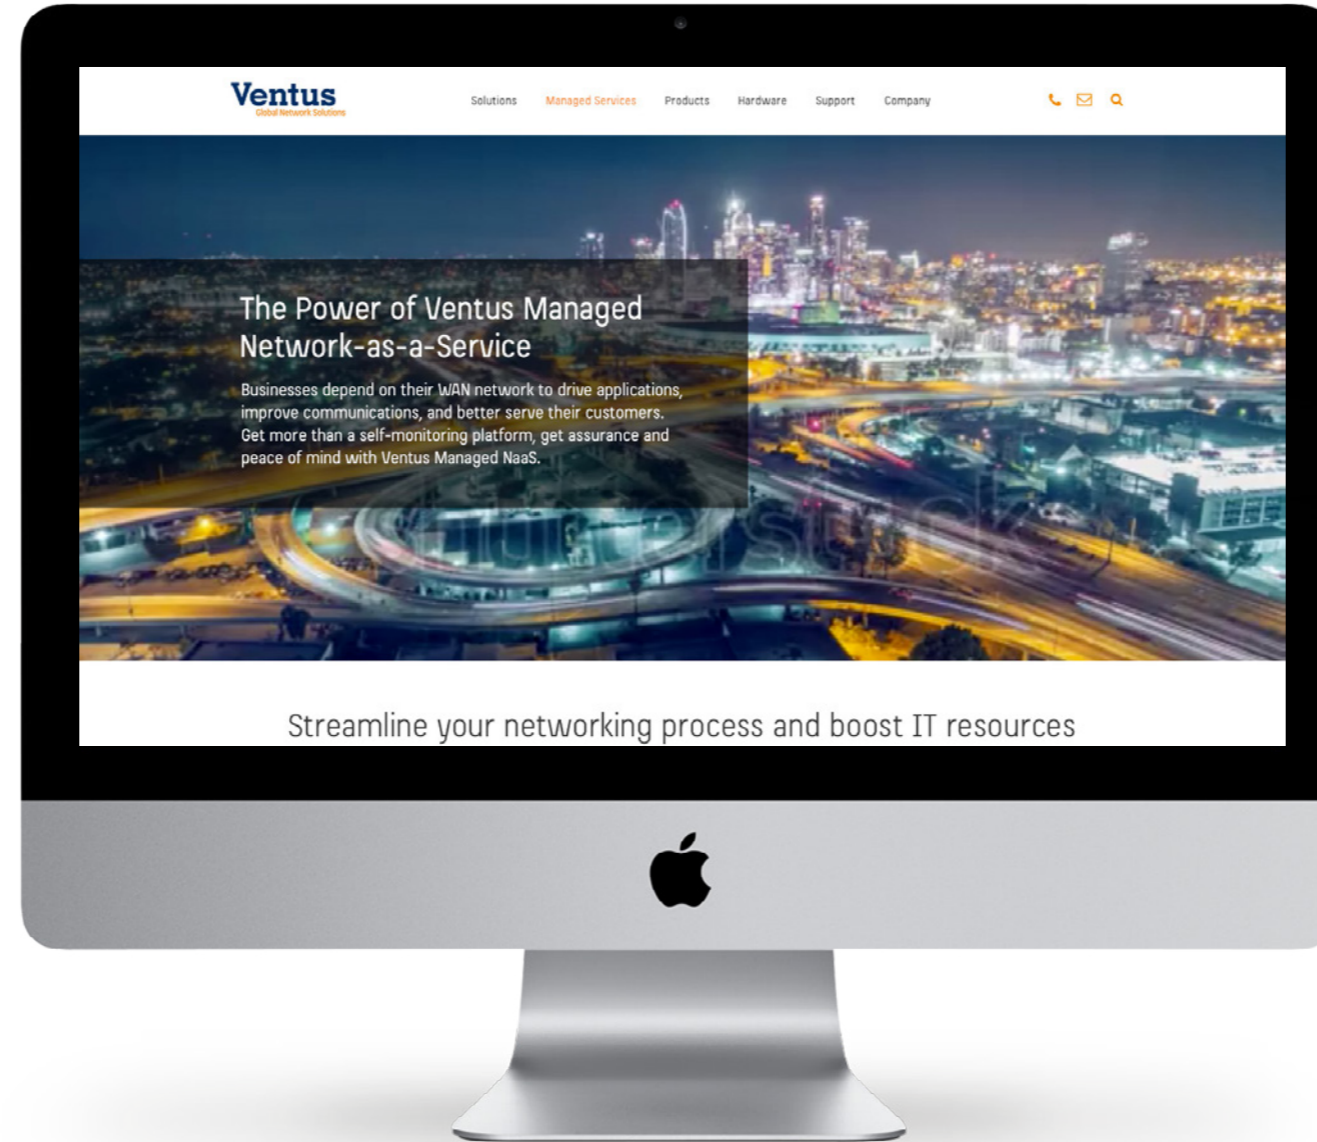 Ventus
Global Network Solutions
Solutions Managed Services Products Hardware Support Company
The Power of Ventus Managed
Network-as-a-Service
Businesses depend on their WAN network to drive applications,
improve communications, and better serve their customers.
Get more than a self-monitoring platform, get assurance and
peace of mind with Ventus Managed NaaS.
shutterstock
Streamline your networking process and boost IT resources